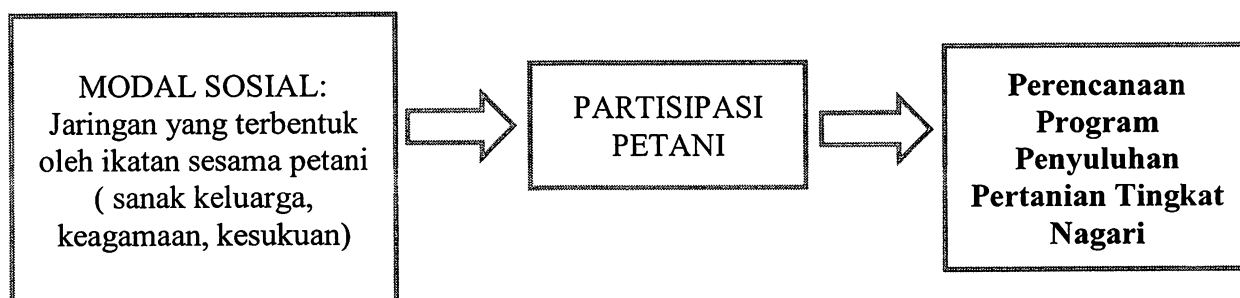 MODAL SOSIAL:
Jaringan yang terbentuk
oleh ikatan sesama petani
( sanak keluarga,
keagamaan, kesukuan)
PARTISIPASI
PETANI
Perencanaan
Program
Penyuluhan
Pertanian Tingkat
Nagari